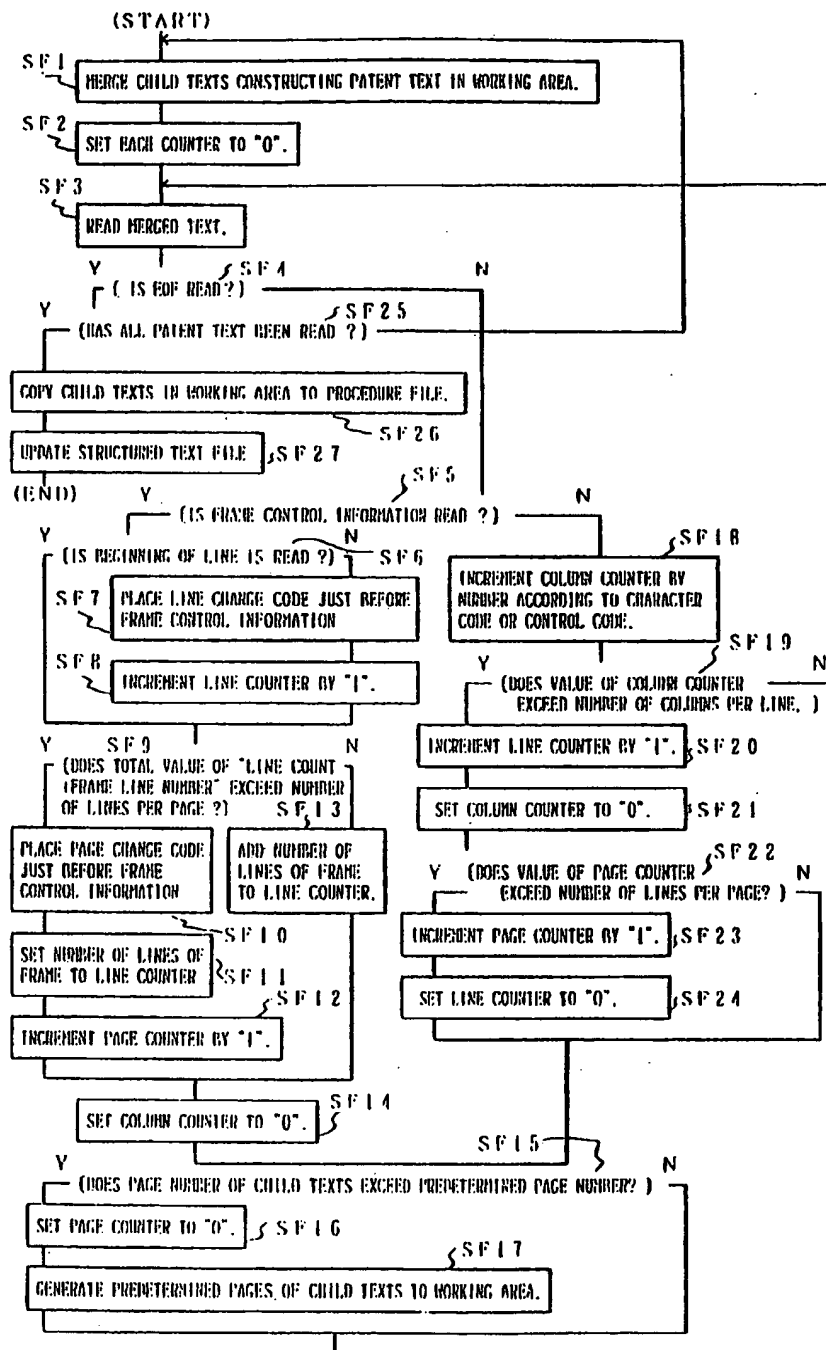 (START)
SF1
MERGE CHILD TEXTS CONSTRUCTING PATENT TEXT IN WORKING AREA.
SF2
SET EACH COUNTER TO "0".
SF3
READ MERGED TEXT.
Y
SF4
N
( IS EOF READ?)
Y
SF25
(HAS ALL PATENT TEXT BEEN READ ?)
COPY CHILD TEXTS IN WORKING AREA TO PROCEDURE FILE.
SF26
UPDATE STRUCTURED TEXT FILE
SF27
(END)
Y
SF5
N
(IS FRAME CONTROL INFORMATION READ ?)
Y
N
(IS BEGINNING OF LINE IS READ ?)
SF6
SF7
PLACE LINE CHANGE CODE JUST BEFORE
FRAME CONTROL INFORMATION
SF8
INCREMENT LINE COUNTER BY "1".
SF18
INCREMENT COLUMN COUNTER BY
NUMBER ACCORDING TO CHARACTER
CODE OR CONTROL CODE.
SF19
Y
N
(DOES VALUE OF COLUMN COUNTER
EXCEED NUMBER OF COLUMNS PER LINE. )
INCREMENT LINE COUNTER BY "1".
SF20
SET COLUMN COUNTER TO "0".
SF21
Y
SF9
N
(DOES TOTAL VALUE OF "LINE COUNT
+FRAME LINE NUMBER" EXCEED NUMBER
OF LINES PER PAGE ?)
SF13
PLACE PAGE CHANGE CODE
JUST BEFORE FRAME
CONTROL INFORMATION
ADD NUMBER OF
LINES OF FRAME
TO LINE COUNTER.
SF10
SET NUMBER OF LINES OF
FRAME TO LINE COUNTER
SF11
SF12
INCREMENT PAGE COUNTER BY "1".
SF22
Y
N
(DOES VALUE OF PAGE COUNTER
EXCEED NUMBER OF LINES PER PAGE? )
INCREMENT PAGE COUNTER BY "1".
SF23
SET LINE COUNTER TO "0".
SF24
SET COLUMN COUNTER TO "0".
SF14
SF15
Y
N
(DOES PAGE NUMBER OF CHILD TEXTS EXCEED PREDETERMINED PAGE NUMBER? )
SET PAGE COUNTER TO "0".
SF16
SF17
GENERATE PREDETERMINED PAGES OF CHILD TEXTS TO WORKING AREA.